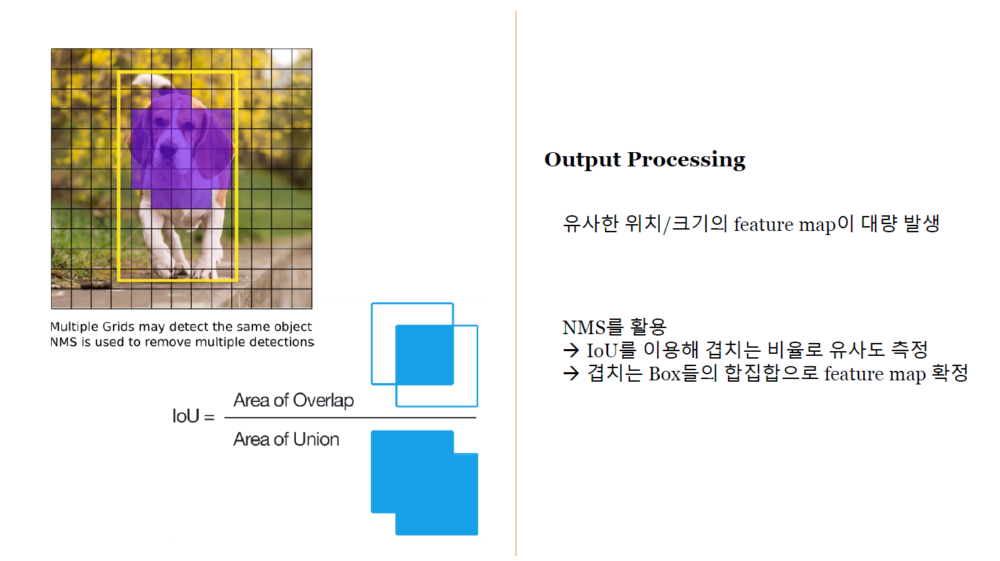 Multiple Grids may detect the same object
NMS is used to remove multiple detections
IoU =
Area of Overlap
Area of Union
Output Processing
유사한 위치/크기의 feature map이 대량 발생
NMS를 활용
→ IoU를 이용해 겹치는 비율로 유사도 측정
→ 겹치는 Box들의 합집합으로 feature map 확정